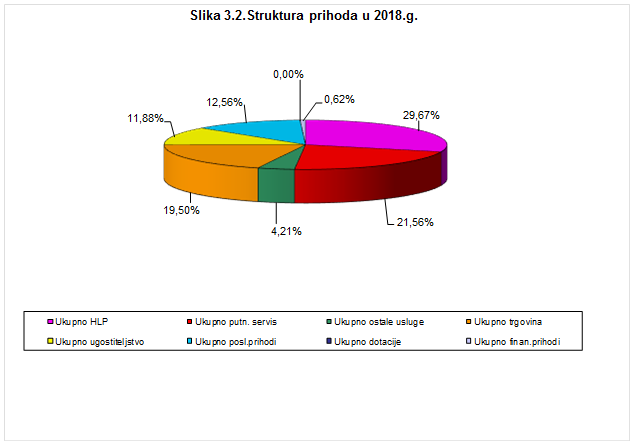 Slika 3.2.Struktura prihoda u 2018.g.
0,00%
0,62%
12,56%
29,67%
11,88%
19,50%
21,56%
4,21%
Ukupno HLP
Ukupno putn. servis
Ukupno ostale usluge
Ukupno trgovina
Ukupno ugostiteljstvo
Ukupno posl.prihodi
Ukupno dotacije
Ukupno finan.prihodi